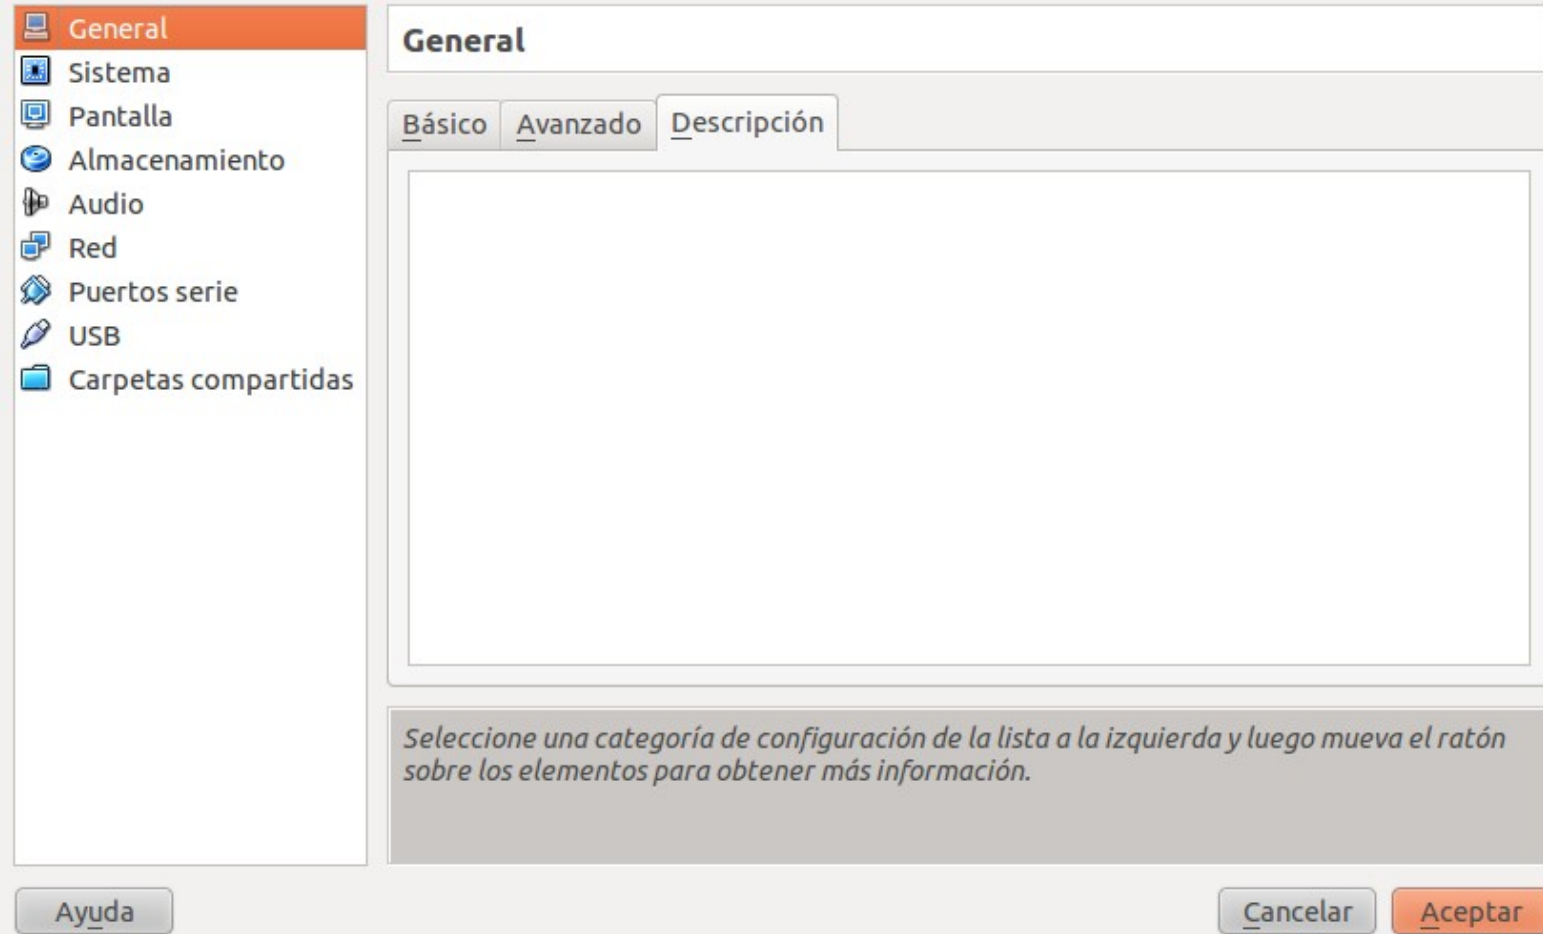 General
Sistema
Pantalla
Almacenamiento
Audio
Red
Puertos serie
USB
Carpetas compartidas
General
Básico Avanzado Descripción
Seleccione una categoría de configuración de la lista a la izquierda y luego mueva el ratón
sobre los elementos para obtener más información.
Ayuda Cancelar Aceptar